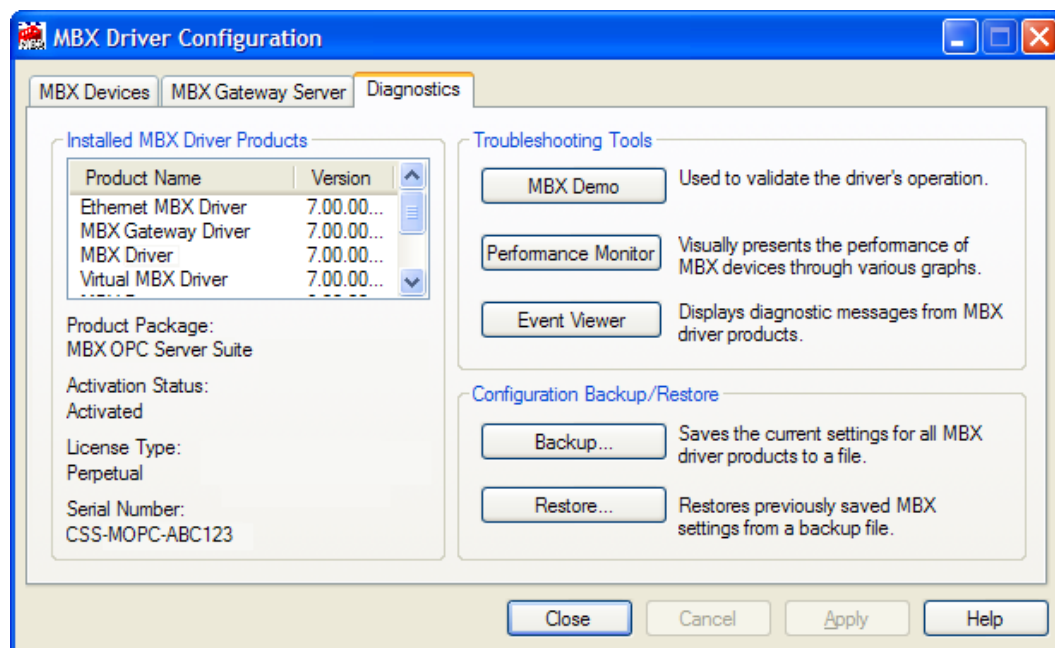 MBX Driver Configuration
MBX Devices
MBX Gateway Server
Diagnostics
Installed MBX Driver Products
Product Name Version
Ethernet MBX Driver 7.00.00...
MBX Gateway Driver 7.00.00...
MBX Driver 7.00.00...
Virtual MBX Driver 7.00.00...
Product Package:
MBX OPC Server Suite
Activation Status:
Activated
License Type:
Perpetual
Serial Number:
CSS-MOPC-ABC123
Troubleshooting Tools
MBX Demo
Used to validate the driver's operation.
Performance Monitor
Visually presents the performance of
MBX devices through various graphs.
Event Viewer
Displays diagnostic messages from MBX
driver products.
Configuration Backup/Restore
Backup...
Saves the current settings for all MBX
driver products to a file.
Restore...
Restores previously saved MBX
settings from a backup file.
Close
Cancel
Apply
Help